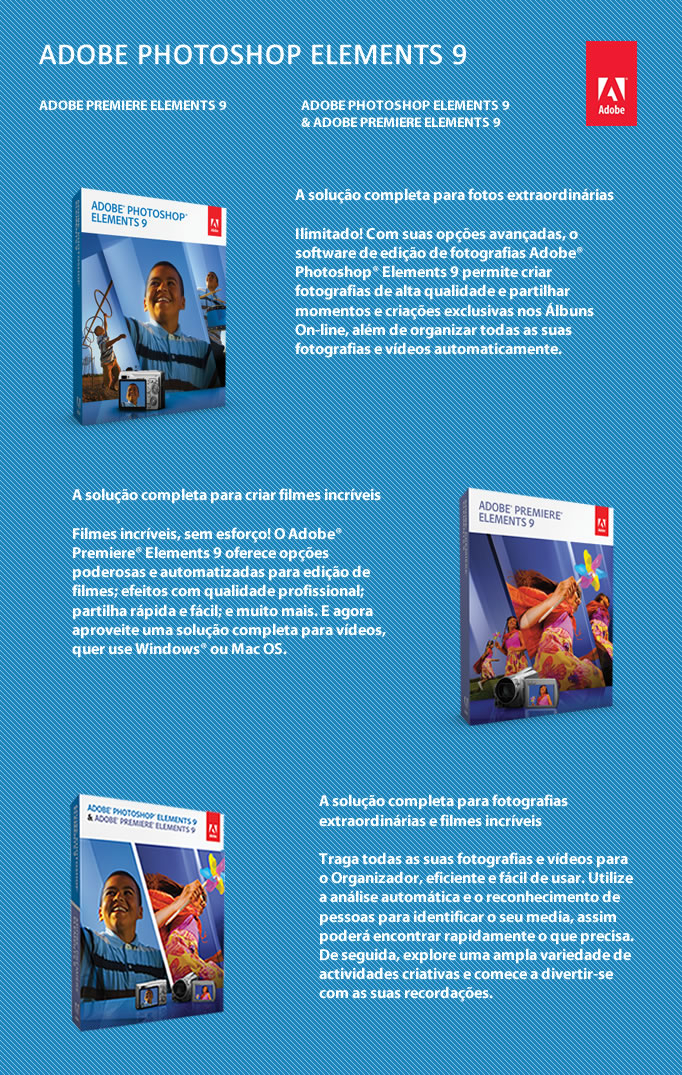 ADOBE PHOTOSHOP ELEMENTS 9
Adobe
ADOBE PREMIERE ELEMENTS 9
ADOBE PHOTOSHOP ELEMENTS 9
& ADOBE PREMIERE ELEMENTS 9
ADOBE® PHOTOSHOP®
ELEMENTS 9
Adobe
A solução completa para fotos extraordinárias
Ilimitado! Com suas opções avançadas, o
software de edição de fotografias Adobe®
Photoshop® Elements 9 permite criar
fotografias de alta qualidade e partilhar
momentos e criações exclusivas nos Álbuns
On-line, além de organizar todas as suas
fotografias e vídeos automaticamente.
A solução completa para criar filmes incríveis
Filmes incríveis, sem esforço! O Adobe®
Premiere® Elements 9 oferece opções
poderosas e automatizadas para edição de
filmes; efeitos com qualidade profissional;
partilha rápida e fácil; e muito mais. E agora
aproveite uma solução completa para vídeos,
quer use Windows® ou Mac OS.
ADOBE® PREMIERE®
ELEMENTS 9
Adobe
ADOBE® PHOTOSHOP® ELEMENTS 9
& ADOBE® PREMIERE® ELEMENTS 9
Adobe
A solução completa para fotografias
extraordinárias e filmes incríveis
Traga todas as suas fotografias e vídeos para
o Organizador, eficiente e fácil de usar. Utilize
a análise automática e o reconhecimento de
pessoas para identificar o seu media, assim
poderá encontrar rapidamente o que precisa.
De seguida, explore uma ampla variedade de
actividades criativas e comece a divertir-se
com as suas recordações.